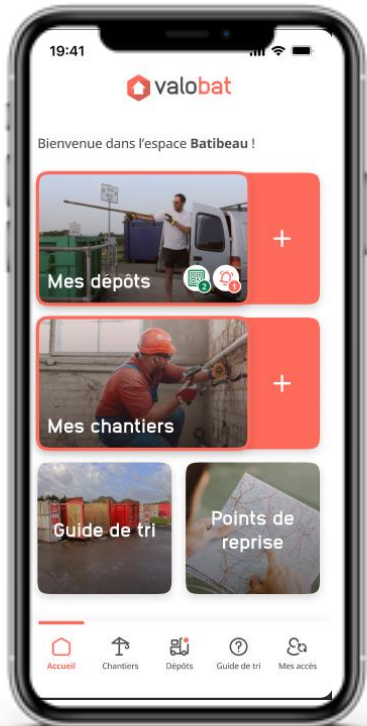 19:41
valobat
Bienvenue dans l'espace Batibeau !
Mes dépôts
2
1
+
Mes chantiers
+
Guide de tri
Points de
reprise
Accueil
Chantiers
Dépôts
Guide de tri
Mes accès